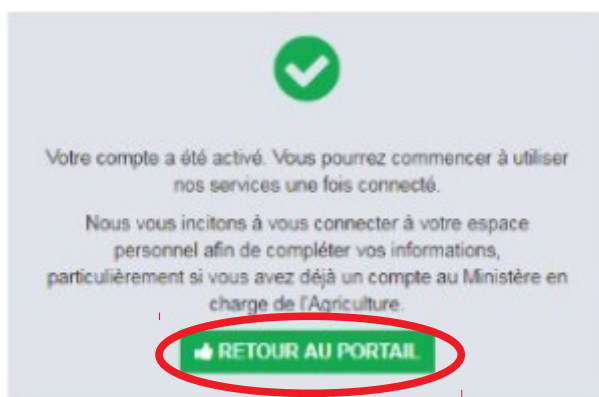 Votre compte a été activé. Vous pourrez commencer à utiliser
nos services une fois connecté.
Nous vous incitons à vous connecter à votre espace
personnel afin de compléter vos informations,
particulièrement si vous avez déjà un compte au Ministère en
charge de l'Agriculture.
RETOUR AU PORTAIL